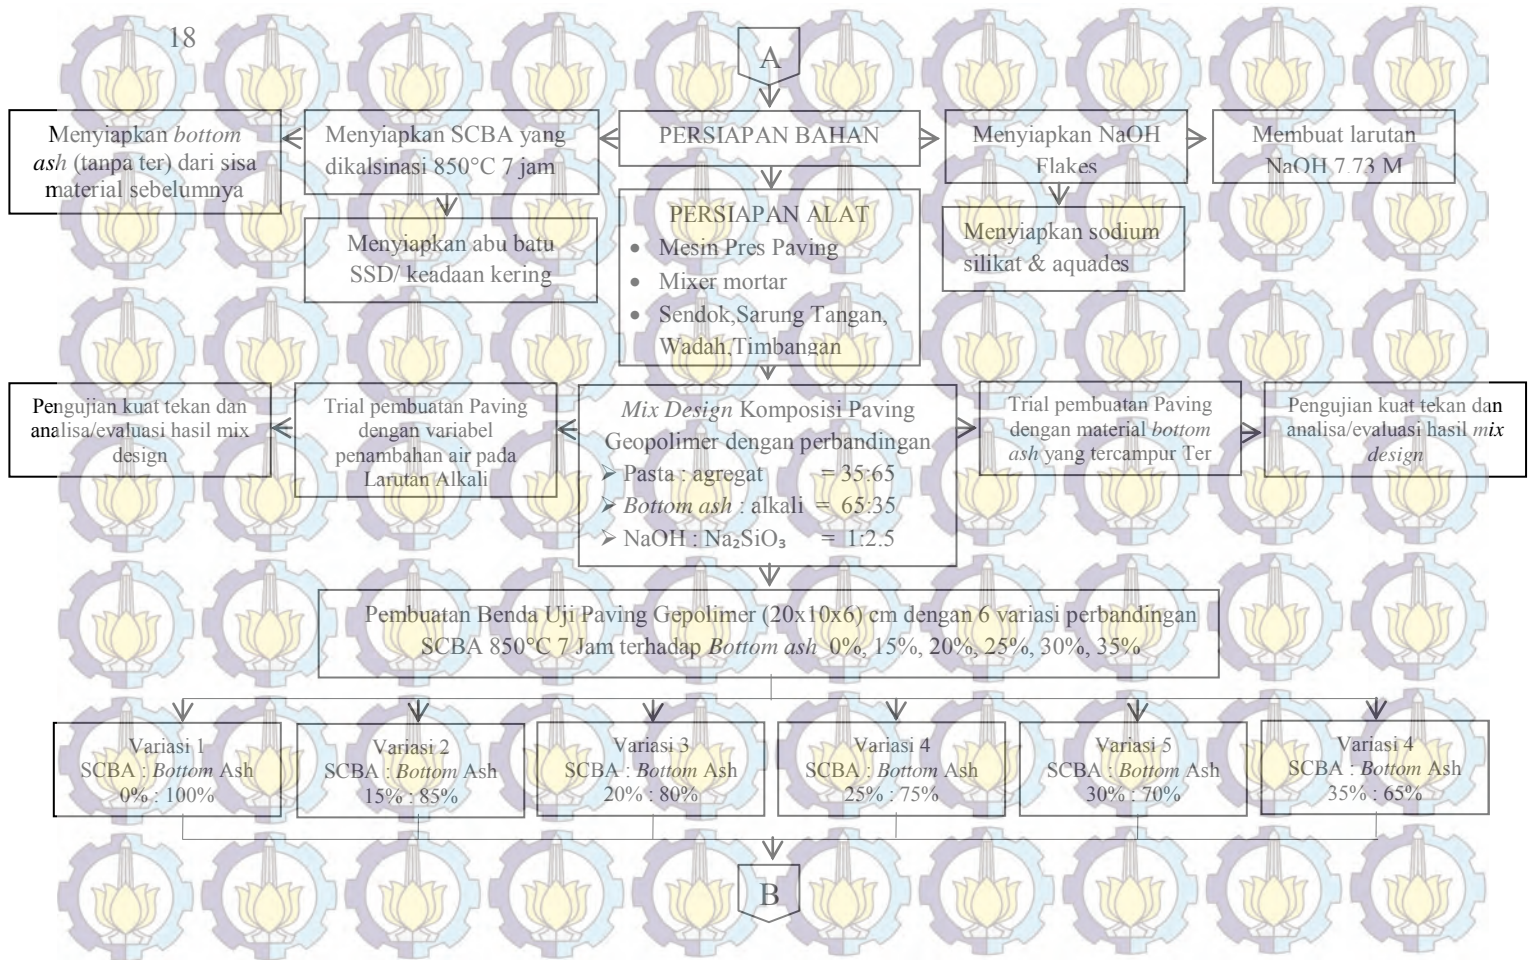 18
A
Menyiapkan bottom
ash (tanpa ter) dari sisa
material sebelumnya
Menyiapkan SCBA yang
dikalsinasi 850°C 7 jam
PERSIAPAN BAHAN
Menyiapkan NaOH
Flakes
Membuat larutan
NaOH 7.73 M
Menyiapkan abu batu
SSD/ keadaan kering
PERSIAPAN ALAT
• Mesin Pres Paving
• Mixer mortar
• Sendok,Sarung Tangan,
Wadah,Timbangan
Menyiapkan sodium
silikat & aquades
Pengujian kuat tekan dan
analisa/evaluasi hasil mix
design
Trial pembuatan Paving
dengan variabel
penambahan air pada
Larutan Alkali
Mix Design Komposisi Paving
Geopolimer dengan perbandingan
➢ Pasta : agregat = 35:65
➢ Bottom ash : alkali = 65:35
➢ NaOH : Na₂SiO₃ = 1:2.5
Trial pembuatan Paving
dengan material bottom
ash yang tercampur Ter
Pengujian kuat tekan dan
analisa/evaluasi hasil mix
design
Pembuatan Benda Uji Paving Gepolimer (20x10x6) cm dengan 6 variasi perbandingan
SCBA 850°C 7 Jam terhadap Bottom ash 0%, 15%, 20%, 25%, 30%, 35%
Variasi 1
SCBA : Bottom Ash
0% : 100%
Variasi 2
SCBA : Bottom Ash
15% : 85%
Variasi 3
SCBA : Bottom Ash
20% : 80%
Variasi 4
SCBA : Bottom Ash
25% : 75%
Variasi 5
SCBA : Bottom Ash
30% : 70%
Variasi 4
SCBA : Bottom Ash
35% : 65%
B